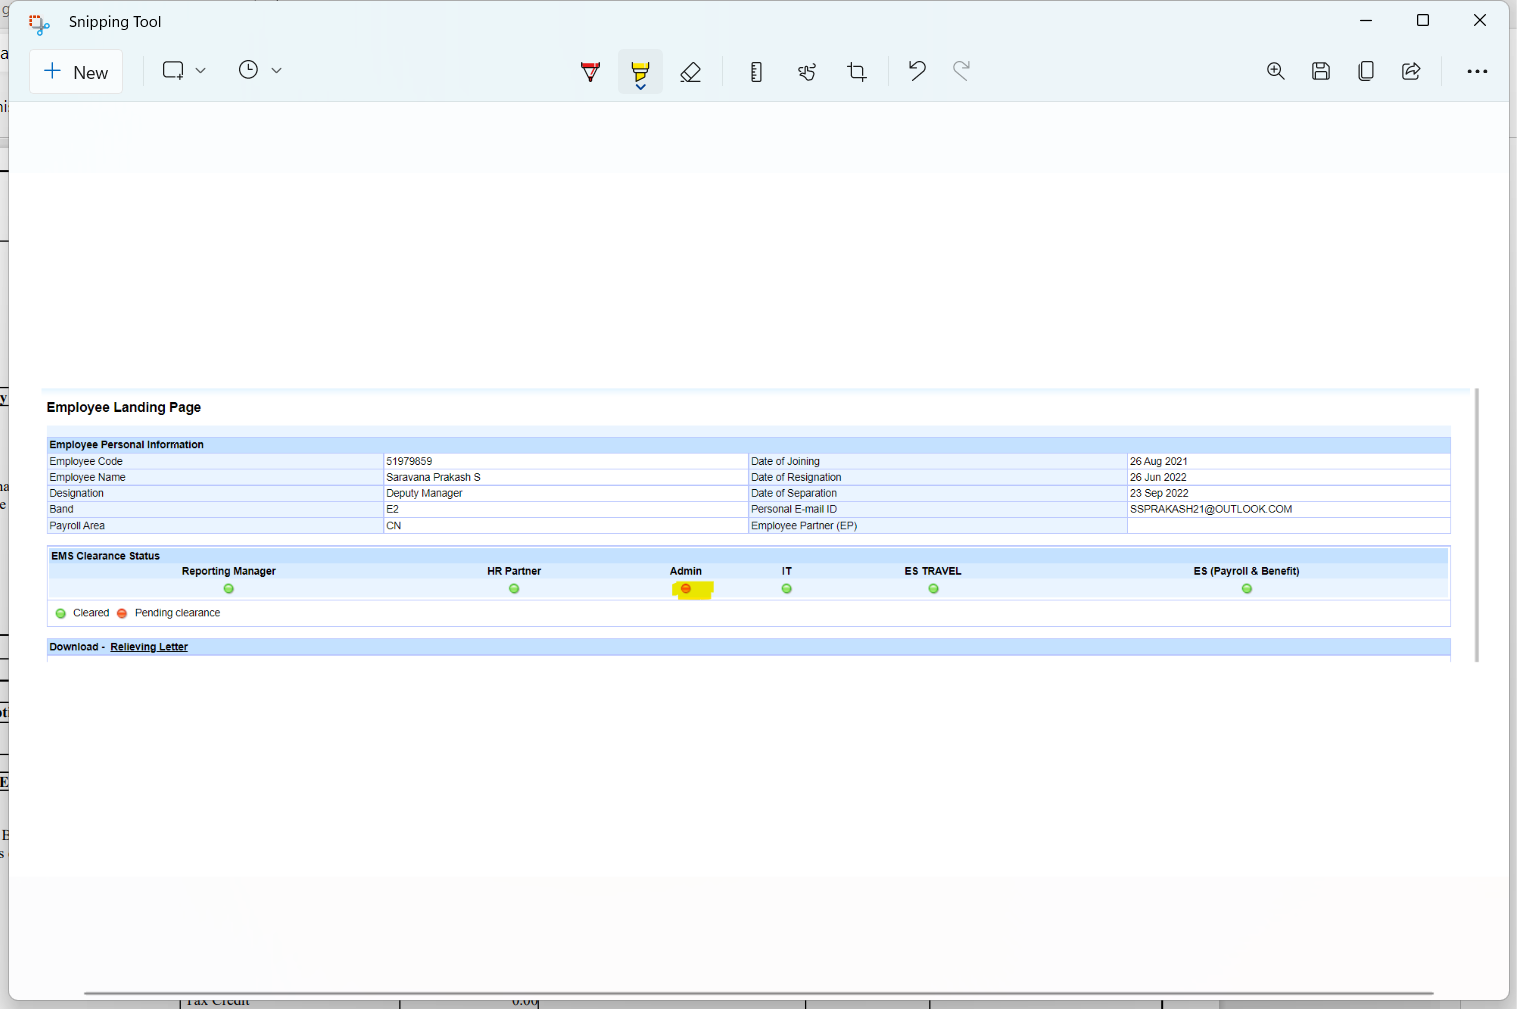 Snipping Tool
New
Employee Landing Page
Employee Personal Information
Employee Code 51979859 Date of Joining 26 Aug 2021
Employee Name Saravana Prakash S Date of Resignation 26 Jun 2022
Designation Deputy Manager Date of Separation 23 Sep 2022
Band E2 Personal E-mail ID SSPRAKASH21@OUTLOOK.COM
Payroll Area CN Employee Partner (EP)
EMS Clearance Status
Reporting Manager HR Partner Admin IT ES TRAVEL ES (Payroll & Benefit)
Cleared Pending clearance
Download - Relieving Letter
Tax Credit 0.00